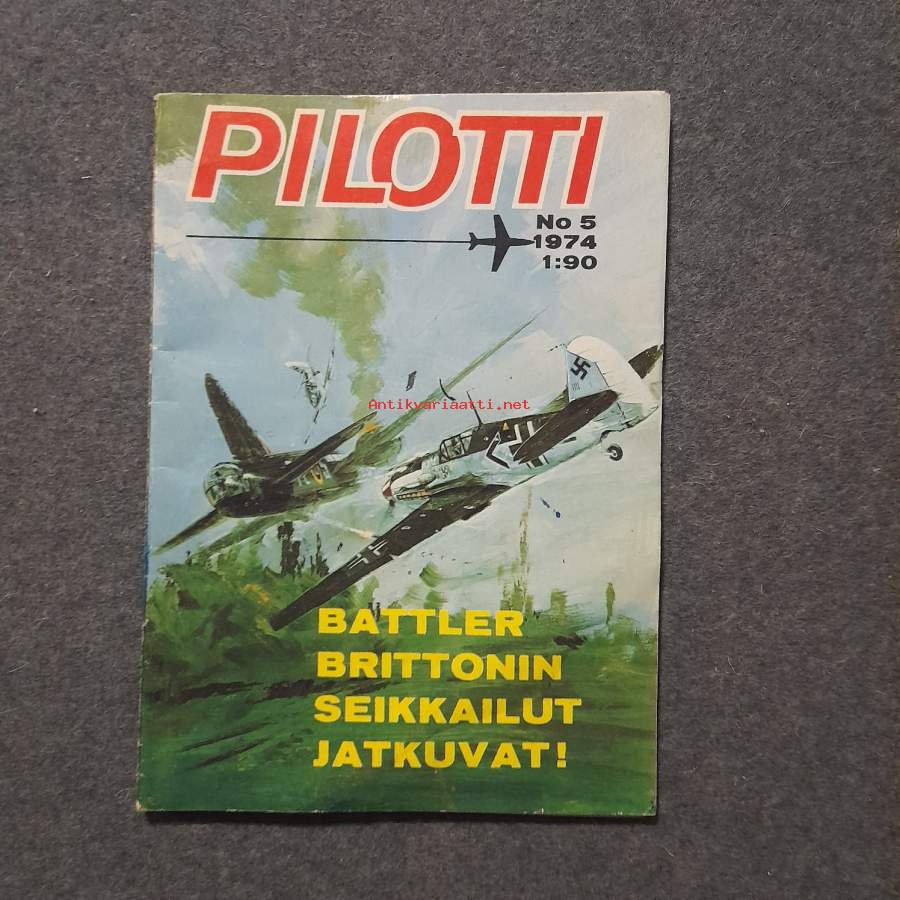 PILOTTI
No 5
1974
1:90
Antikvariaatti.net
BATTLER
BRITTONIN
SEIKKAILUT
JATKUVAT!